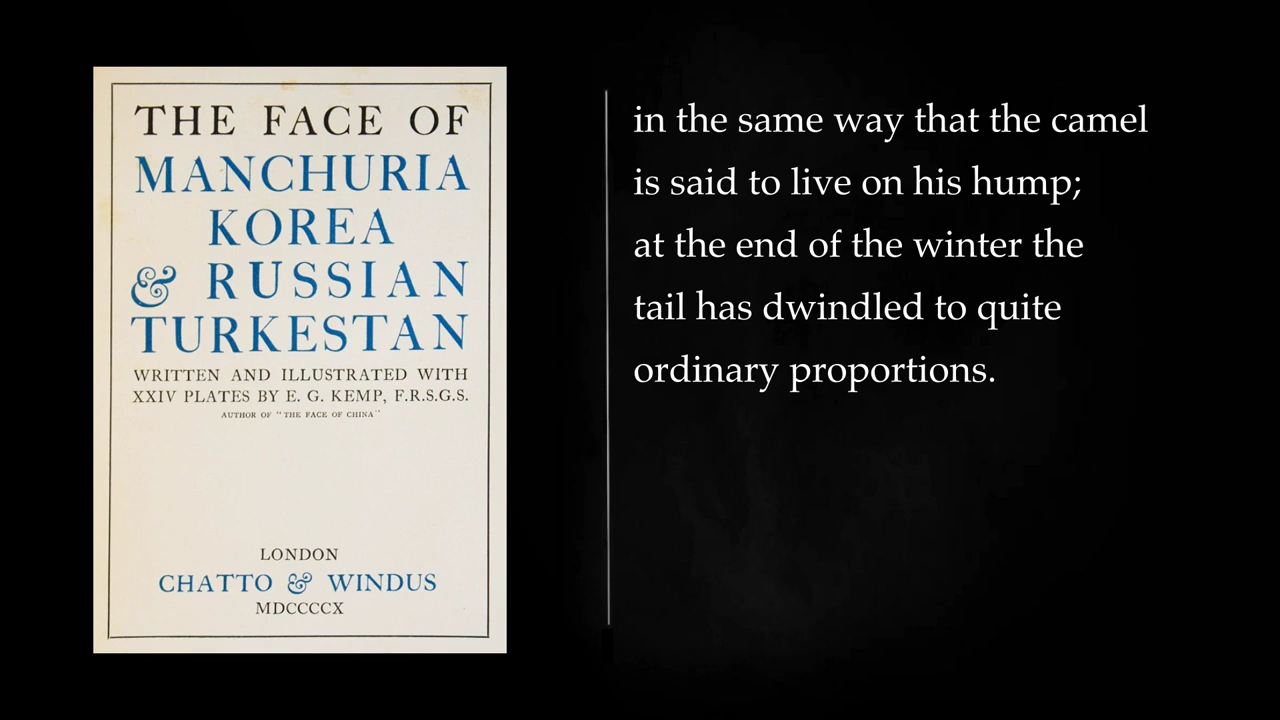 THE FACE OF
MANCHURIA
KOREA
& RUSSIAN
TURKESTAN
WRITTEN AND ILLUSTRATED WITH
XXIV PLATES BY E. G. KEMP, F.R.S.G.S.
AUTHOR OF "THE FACE OF CHINA"
LONDON
CHATTO & WINDUS
MDCCCCX
in the same way that the camel
is said to live on his hump;
at the end of the winter the
tail has dwindled to quite
ordinary proportions.